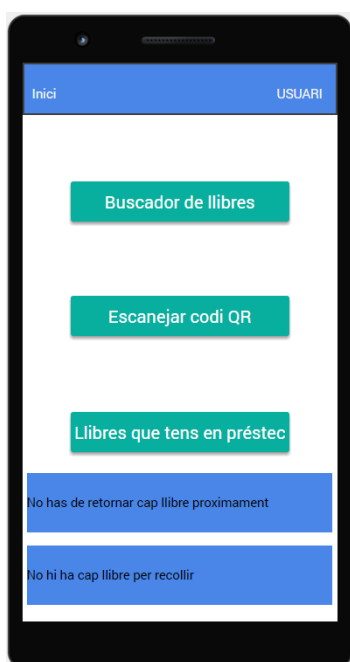 Inici
USUARI
Buscador de llibres
Escanejar codi QR
Llibres que tens en préstec
No has de retornar cap llibre proximament
No hi ha cap llibre per recollir